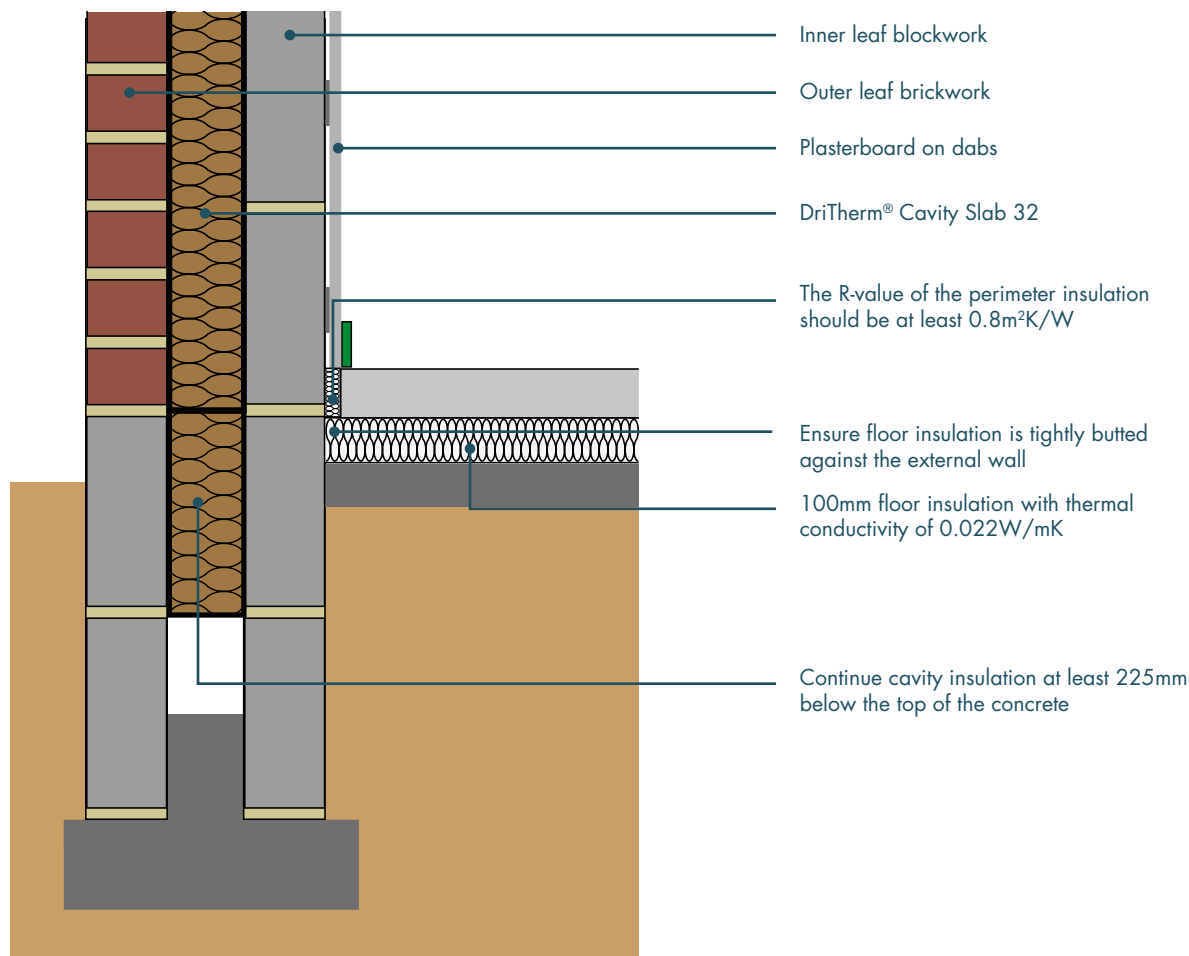 Inner leaf blockwork
Outer leaf brickwork
Plasterboard on dabs
DriTherm® Cavity Slab 32
The R-value of the perimeter insulation
should be at least 0.8m²K/W
Ensure floor insulation is tightly butted
against the external wall
100mm floor insulation with thermal
conductivity of 0.022W/mK
Continue cavity insulation at least 225mm
below the top of the concrete